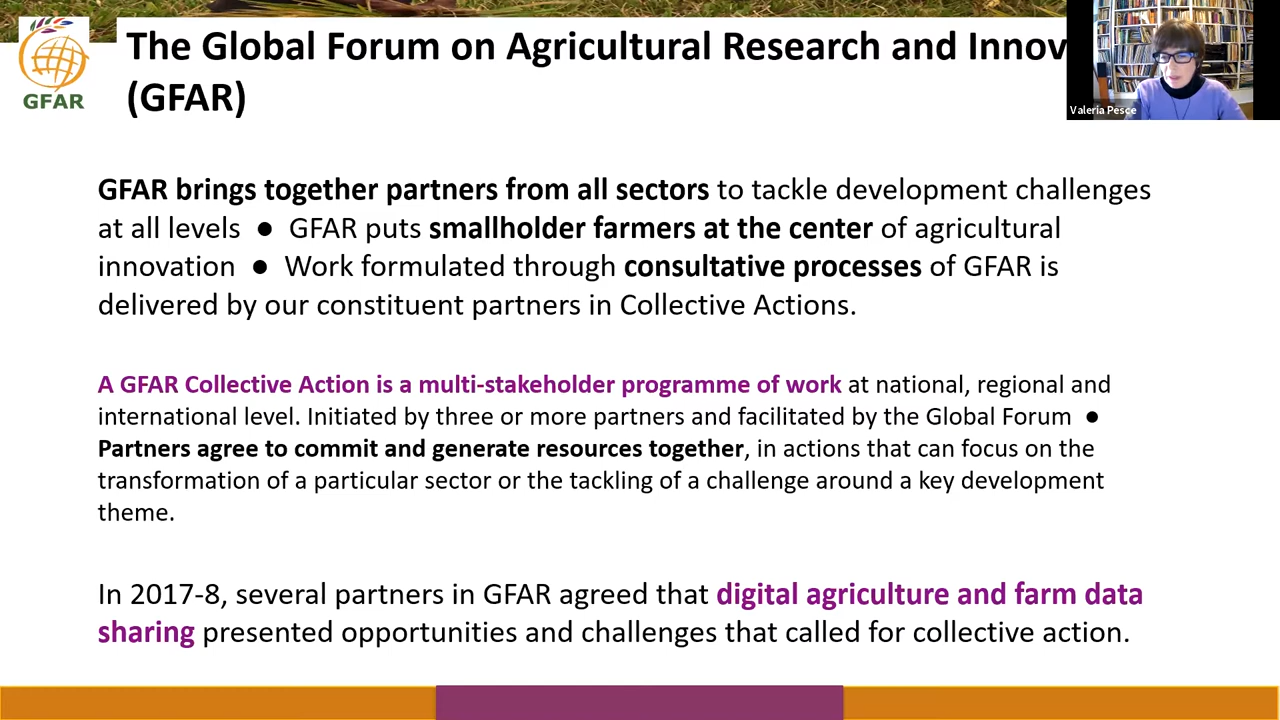 The Global Forum on Agricultural Research and Innov
(GFAR)
GFAR
Valeria Pesce
GFAR brings together partners from all sectors to tackle development challenges
at all levels ● GFAR puts smallholder farmers at the center of agricultural
innovation ● Work formulated through consultative processes of GFAR is
delivered by our constituent partners in Collective Actions.
A GFAR Collective Action is a multi-stakeholder programme of work at national, regional and
international level. Initiated by three or more partners and facilitated by the Global Forum ●
Partners agree to commit and generate resources together, in actions that can focus on the
transformation of a particular sector or the tackling of a challenge around a key development
theme.
In 2017-8, several partners in GFAR agreed that digital agriculture and farm data
sharing presented opportunities and challenges that called for collective action.